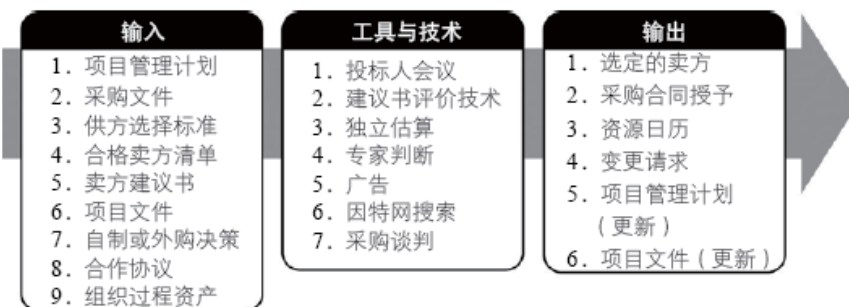 输入
1．项目管理计划
2．采购文件
3．供方选择标准
4．合格卖方清单
5．卖方建议书
6．项目文件
7．自制或外购决策
8．合作协议
9．组织过程资产
工具与技术
1．投标人会议
2．建议书评价技术
3．独立估算
4．专家判断
5．广告
6．因特网搜索
7．采购谈判
输出
1．选定的卖方
2．采购合同授予
3．资源日历
4．变更请求
5．项目管理计划
（更新）
6．项目文件（更新）